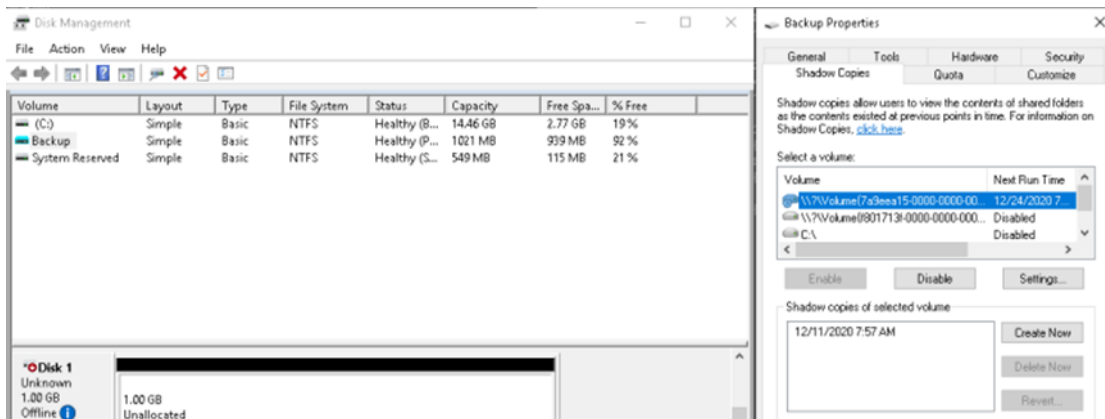 Disk Management
File Action View Help
Volume Layout Type File System Status Capacity Free Spa... % Free
(C:) Simple Basic NTFS Healthy (B... 14.46 GB 2.77 GB 19 %
Backup Simple Basic NTFS Healthy (P... 1021 MB 939 MB 92 %
System Reserved Simple Basic NTFS Healthy (S... 549 MB 115 MB 21 %
Disk 1
Unknown
1.00 GB
Offline
1.00 GB
Unallocated
Backup Properties
General Tools Hardware Security
Shadow Copies Quota Customize
Shadow copies allow users to view the contents of shared folders
as the contents existed at previous points in time. For information on
Shadow Copies, click here.
Select a volume:
Volume Next Run Time
\\?\Volume{7a9eea15-0000-0000-00... 12/24/2020 7...
\\?\Volume{f801713f-0000-0000-000... Disabled
C:\ Disabled
Enable Disable Settings...
Shadow copies of selected volume
12/11/2020 7:57 AM
Create Now
Delete Now
Revert...